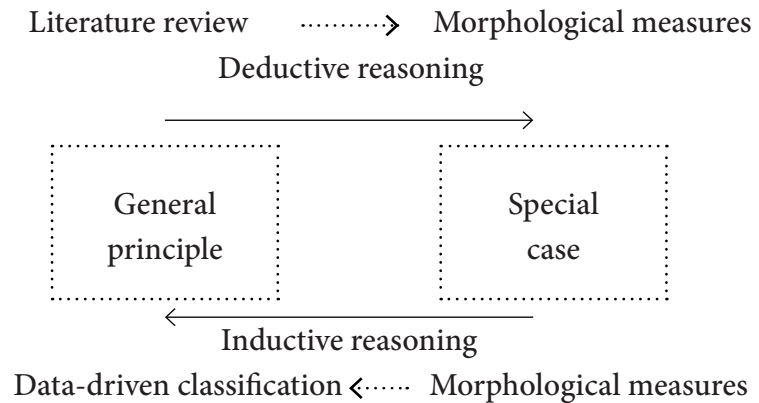 Literature review Morphological measures
Deductive reasoning
General principle
Special case
Inductive reasoning
Data-driven classification Morphological measures